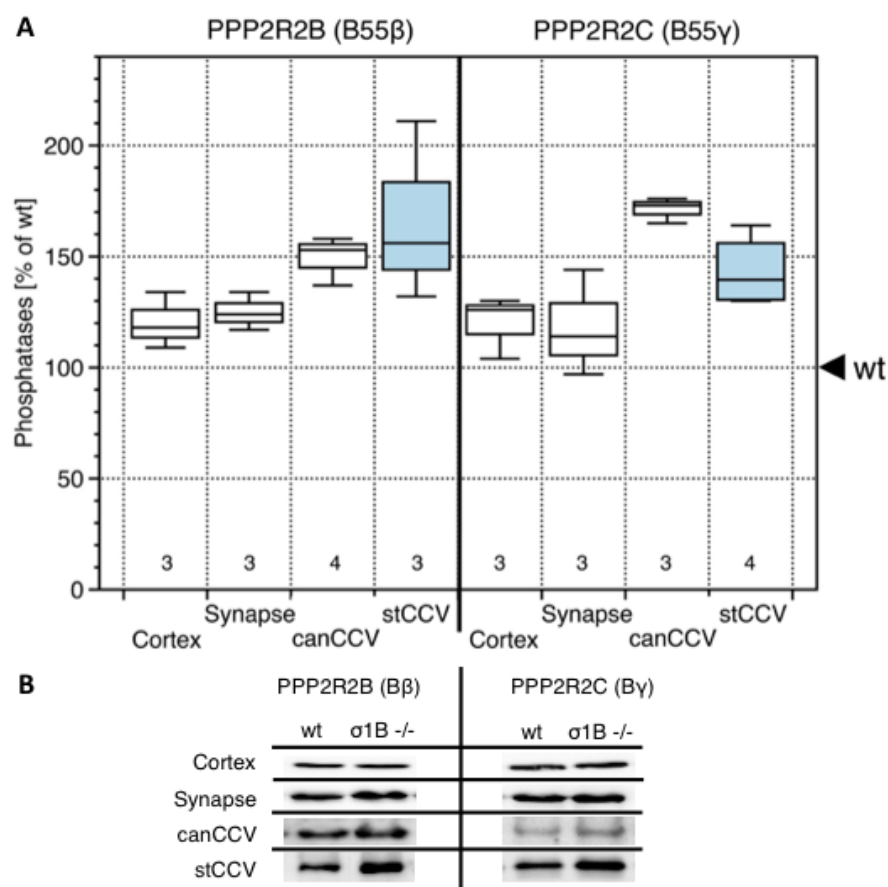 A
PPP2R2B (B55β) PPP2R2C (B55γ)
Phosphatases [% of wt]
200
150
100
50
0
wt
3 3 4 3 3 3 3 4
Synapse stCCV Synapse stCCV
Cortex canCCV Cortex canCCV
B
PPP2R2B (Bβ) PPP2R2C (Bγ)
wt σ1B -/- wt σ1B -/-
Cortex
Synapse
canCCV
stCCV